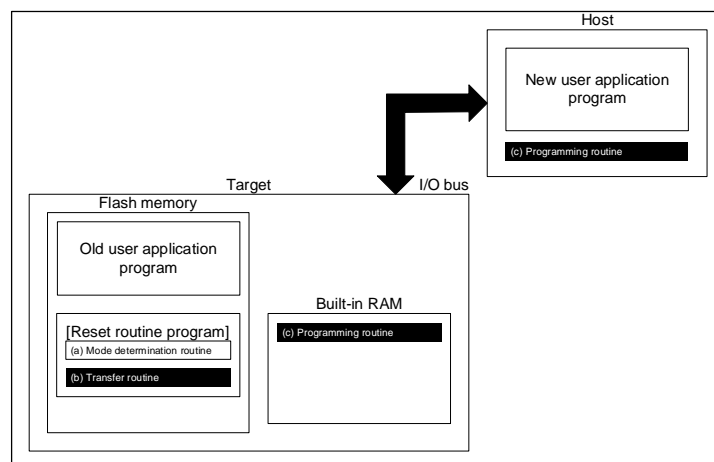 Host
New user application
program
(c) Programming routine
Target
I/O bus
Flash memory
Old user application
program
Built-in RAM
[Reset routine program]
(a) Mode determination routine
(b) Transfer routine
(c) Programming routine